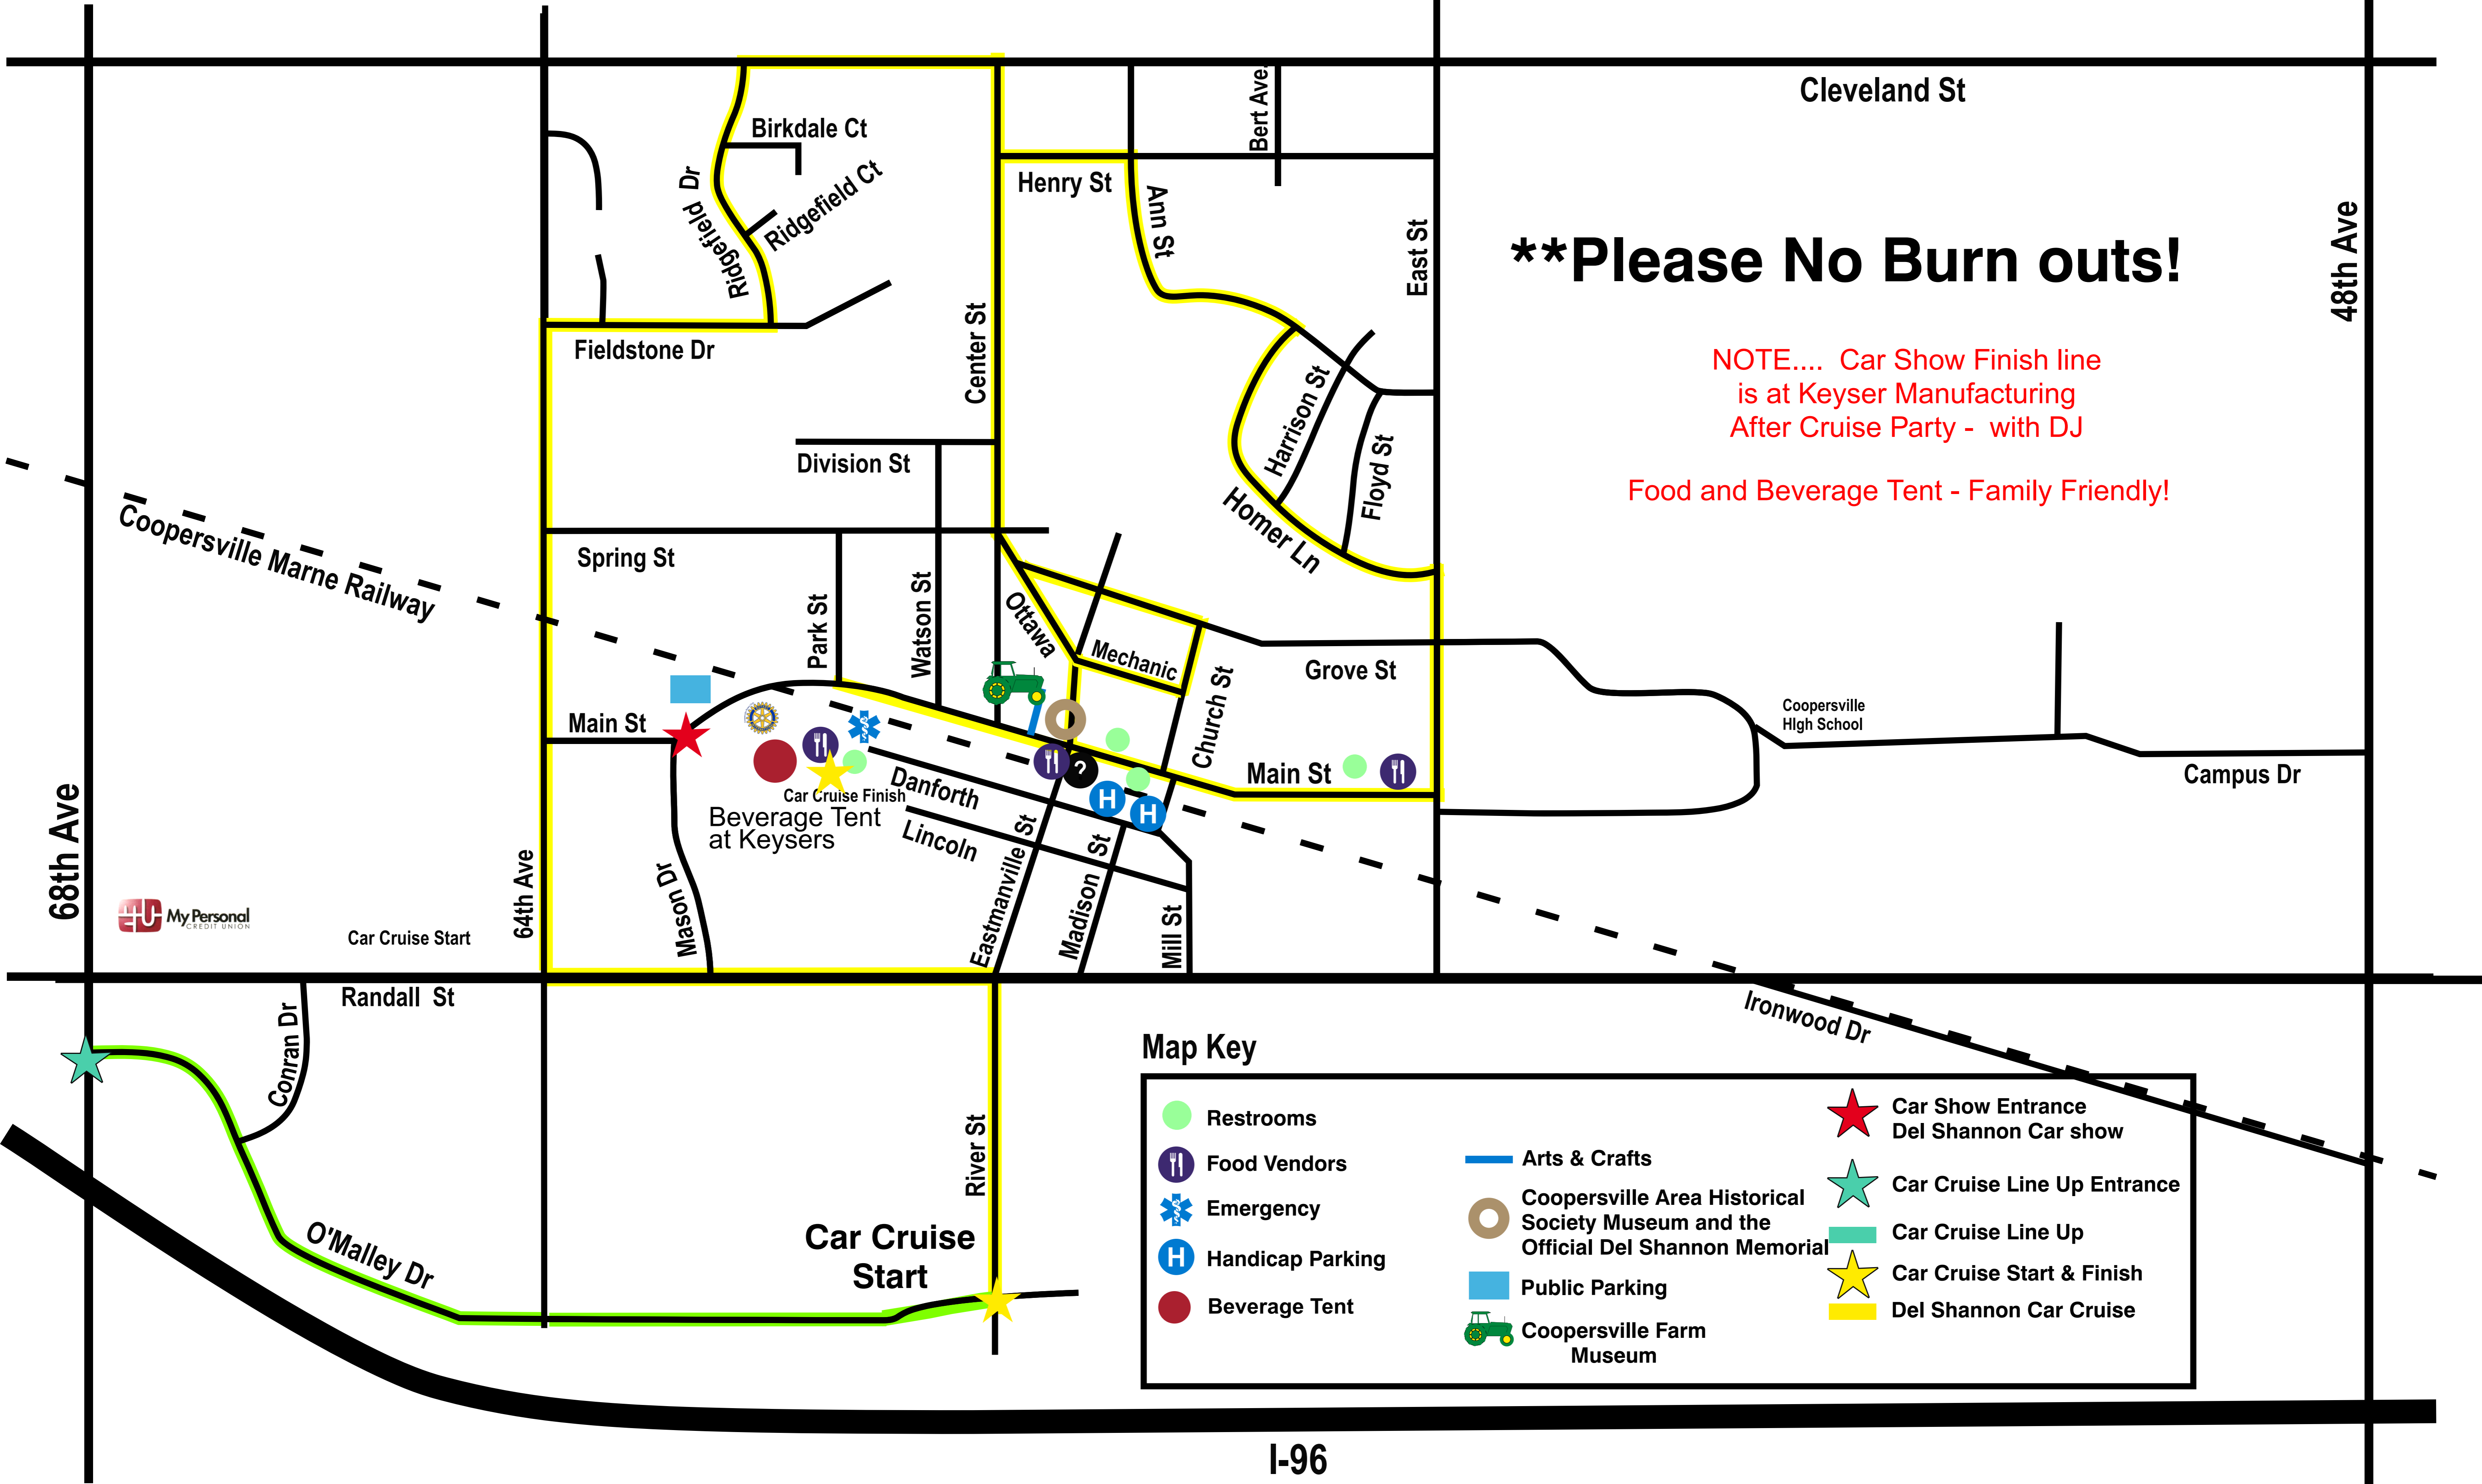 Cleveland St
Bert Ave.
Birkdale Ct
Ridgefield Ct
Ridgefield Dr
Henry St
Ann St
East St
48th Ave
**Please No Burn outs!
Fieldstone Dr
Center St
NOTE.... Car Show Finish line
is at Keyser Manufacturing
After Cruise Party - with DJ
Food and Beverage Tent - Family Friendly!
Harrison St
Floyd St
Homer Ln
Division St
Coopersville Marne Railway
Spring St
Park St
Watson St
Ottawa
Mechanic
Church St
Grove St
Coopersville
HIgh School
Main St
Main St
Campus Dr
Danforth
Lincoln
Car Cruise Finish
Beverage Tent
at Keysers
?
H
H
68th Ave
64th Ave
Mason Dr
Eastmanville St
Madison St
Mill St
My Personal
CREDIT UNION
Car Cruise Start
Randall St
Conran Dr
Ironwood Dr
O'Malley Dr
River St
Car Cruise
Start
Map Key
Restrooms
Food Vendors
Emergency
H Handicap Parking
Beverage Tent
Arts & Crafts
Coopersville Area Historical
Society Museum and the
Official Del Shannon Memorial
Public Parking
Coopersville Farm
Museum
Car Show Entrance
Del Shannon Car show
Car Cruise Line Up Entrance
Car Cruise Line Up
Car Cruise Start & Finish
Del Shannon Car Cruise
I-96